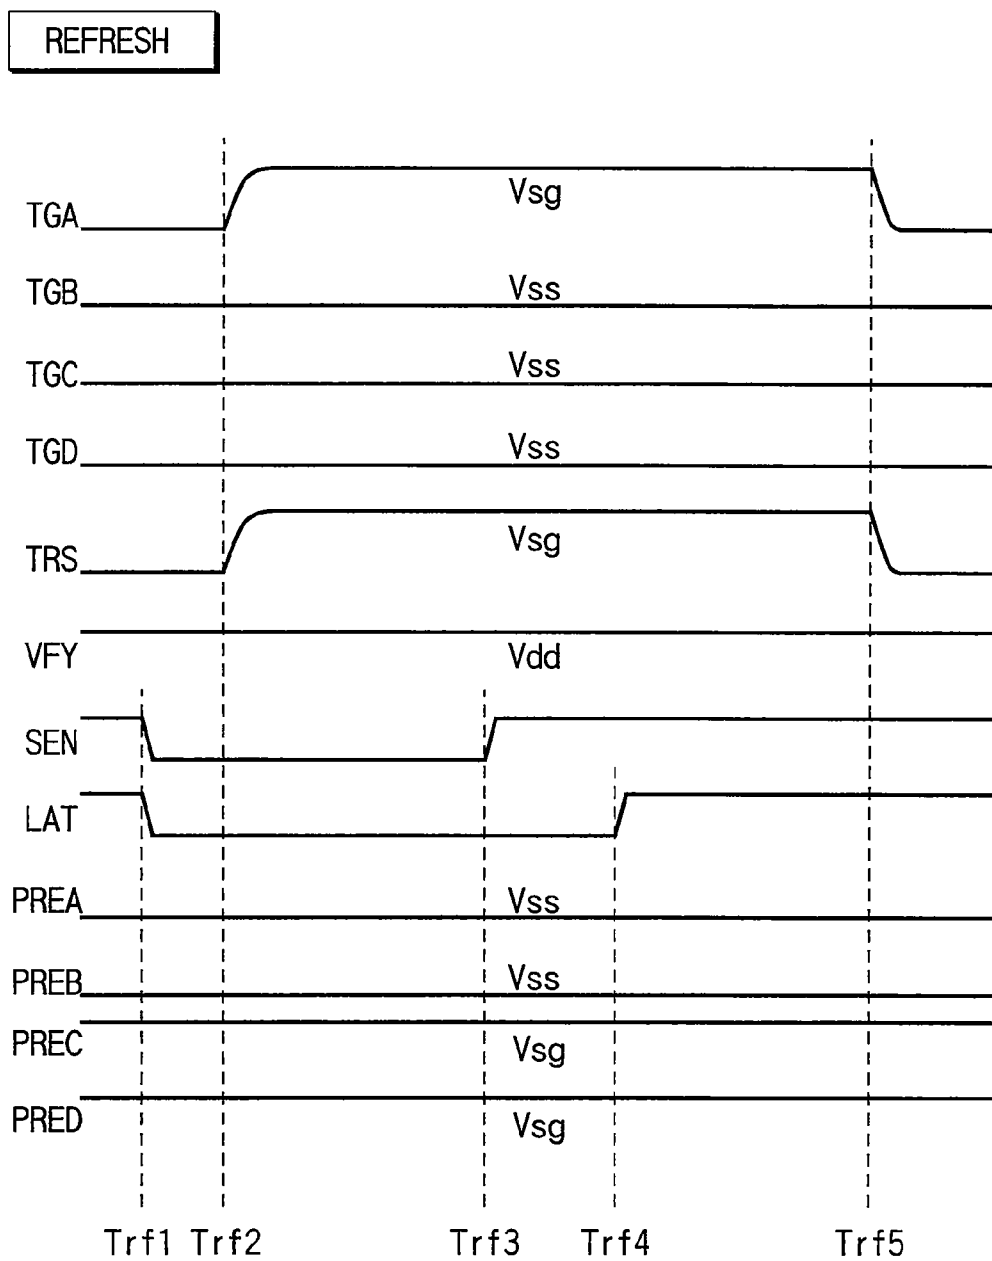 REFRESH
TGA Vsg
TGB Vss
TGC Vss
TGD Vss
TRS Vsg
VFY Vdd
SEN
LAT
PREA Vss
PREB Vss
PREC Vsg
PRED Vsg
Trf1 Trf2 Trf3 Trf4 Trf5